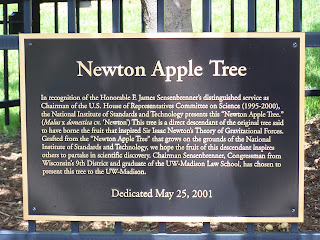 Newton Apple Tree
In recognition of the Honorable F. James Sensenbrenner's distinguished service as
Chairman of the U.S. House of Representatives Committee on Science (1995-2000),
the National Institute of Standards and Technology presents this "Newton Apple Tree."
(Malus x domestica cv. 'Newton') This tree is a direct descendant of the original tree said
to have borne the fruit that inspired Sir Isaac Newton's Theory of Gravitational Forces.
Grafted from the "Newton Apple Tree" that grows on the grounds of the National
Institute of Standards and Technology, we hope the fruit of this descendant inspires
others to partake in scientific discovery. Chairman Sensenbrenner, Congressman from
Wisconsin's 9th District and graduate of the UW-Madison Law School, has chosen to
present this tree to the UW-Madison.
Dedicated May 25, 2001